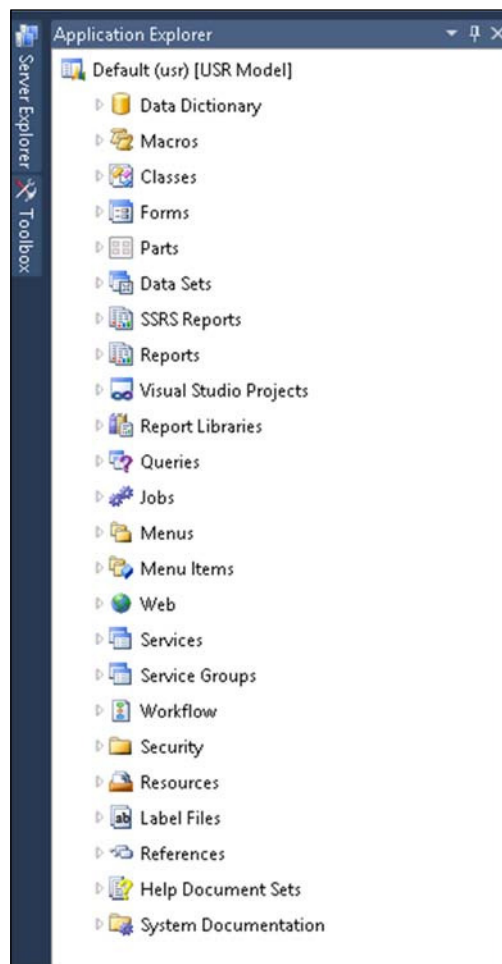 Application Explorer
Server Explorer
Toolbox
Default (usr) [USR Model]
Data Dictionary
Macros
Classes
Forms
Parts
Data Sets
SSRS Reports
Reports
Visual Studio Projects
Report Libraries
Queries
Jobs
Menus
Menu Items
Web
Services
Service Groups
Workflow
Security
Resources
Label Files
References
Help Document Sets
System Documentation